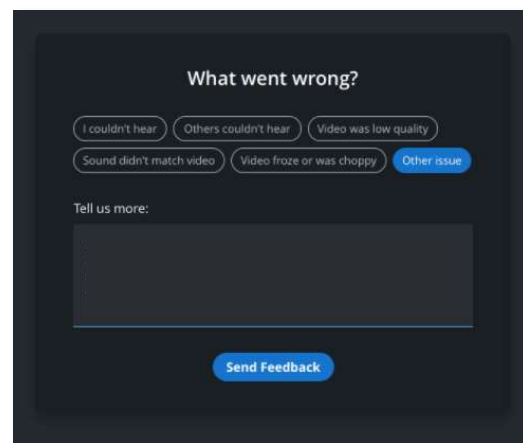 What went wrong?
I couldn't hear Others couldn't hear Video was low quality
Sound didn't match video Video froze or was choppy Other issue
Tell us more:
Send Feedback